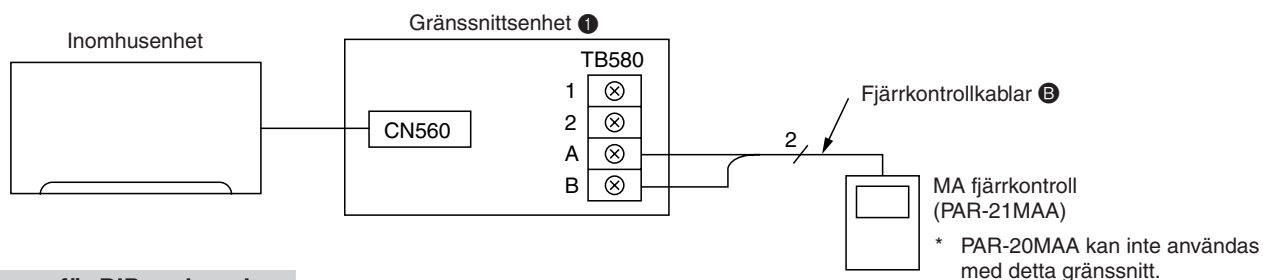 Gränssnittsenhet ❶
Inomhusenhet
TB580
1
2
A
B
CN560
Fjärrkontrollkablar Ⓑ
2
MA fjärrkontroll
(PAR-21MAA)
* PAR-20MAA kan inte användas
med detta gränssnitt.